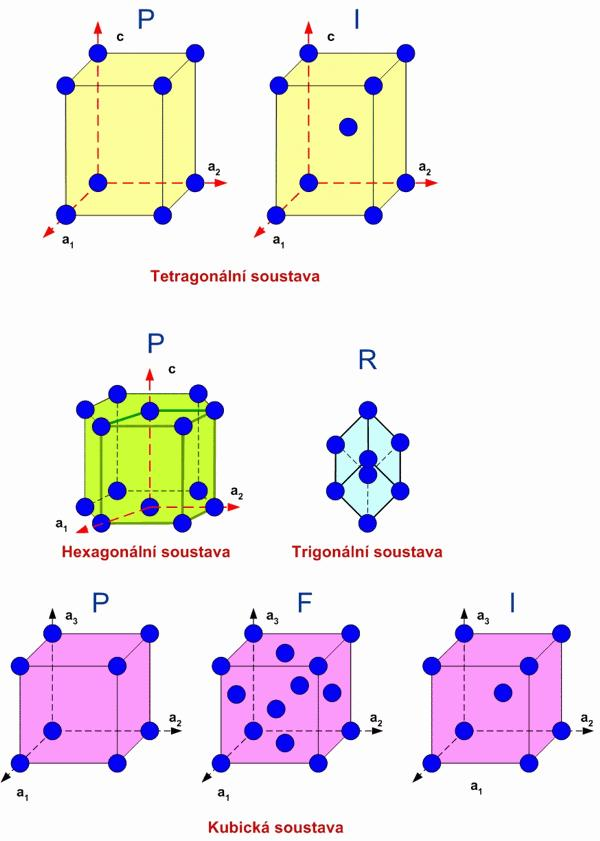 P I
c c
a2 a2
a1 a1
Tetragonální soustava
P R
c
a2
a1
Hexagonální soustava Trigonální soustava
P F I
a3 a3 a3
a2 a2 a2
a1 a1 a1
Kubická soustava